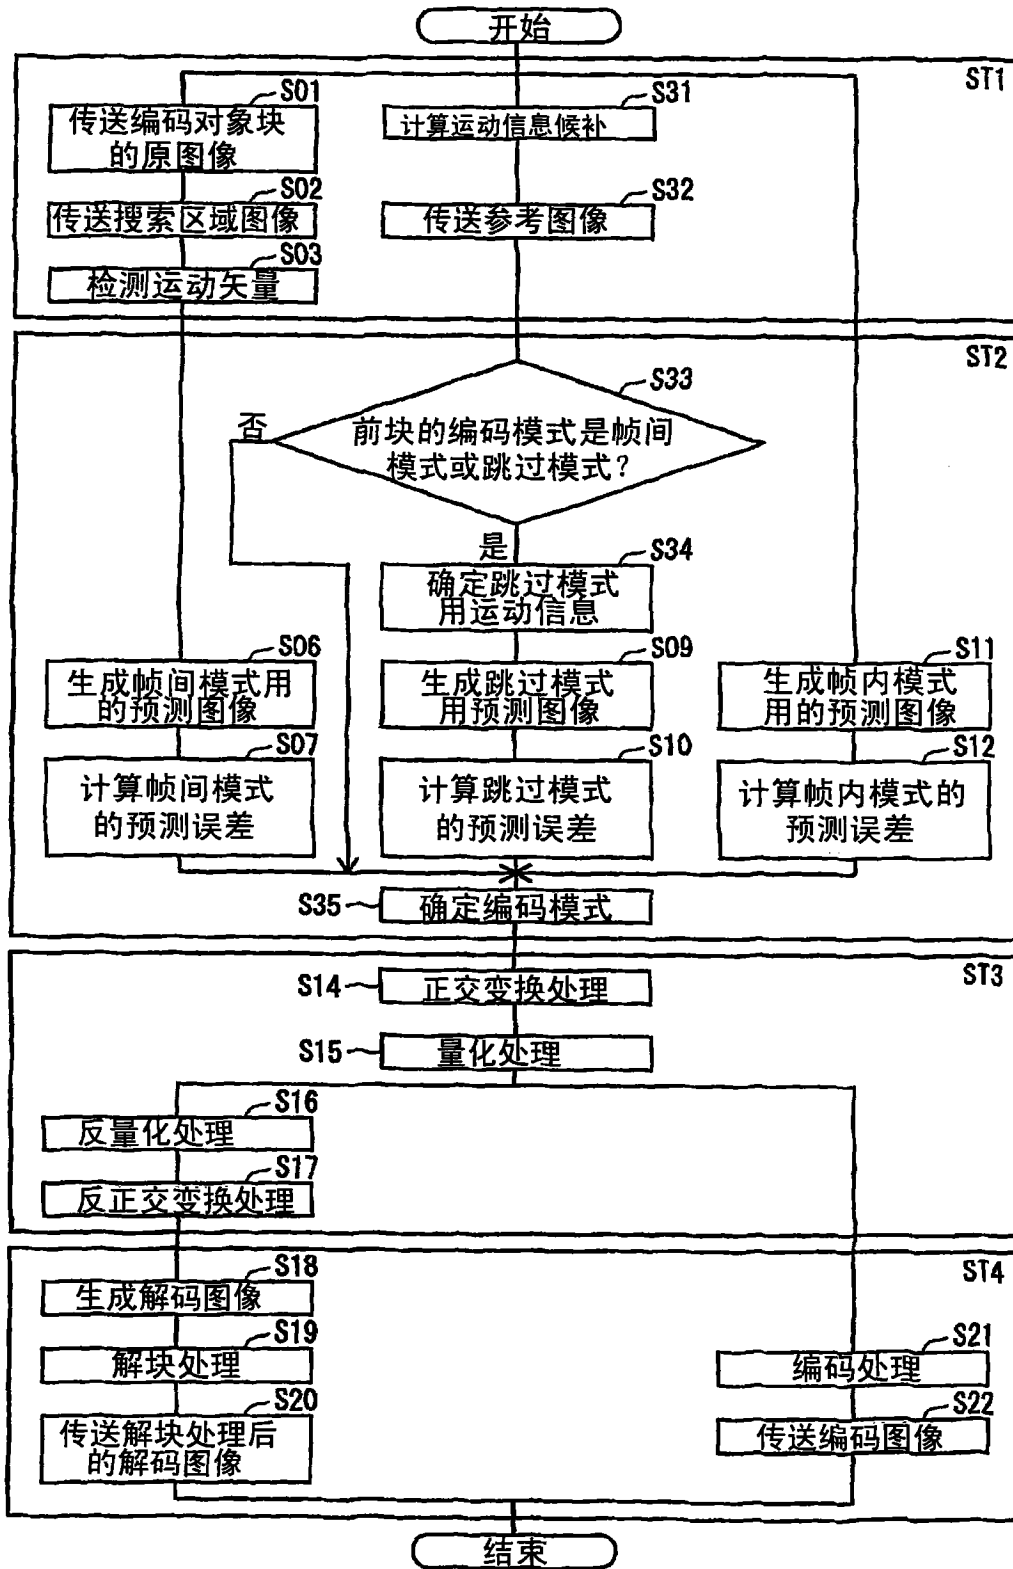 开始
ST1
S01
传送编码对象块
的原图像
S02
传送搜索区域图像
S03
检测运动矢量
S31
计算运动信息候补
S32
传送参考图像
ST2
S33
前块的编码模式是帧间
模式或跳过模式?
否
是
S34
确定跳过模式
用运动信息
S06
生成帧间模式用
的预测图像
S07
计算帧间模式
的预测误差
S09
生成跳过模式
用预测图像
S10
计算跳过模式
的预测误差
S11
生成帧内模式
用的预测图像
S12
计算帧内模式的
预测误差
S35
确定编码模式
ST3
S14
正交变换处理
S15
量化处理
S16
反量化处理
S17
反正交变换处理
ST4
S18
生成解码图像
S19
解块处理
S20
传送解块处理后
的解码图像
S21
编码处理
S22
传送编码图像
结束